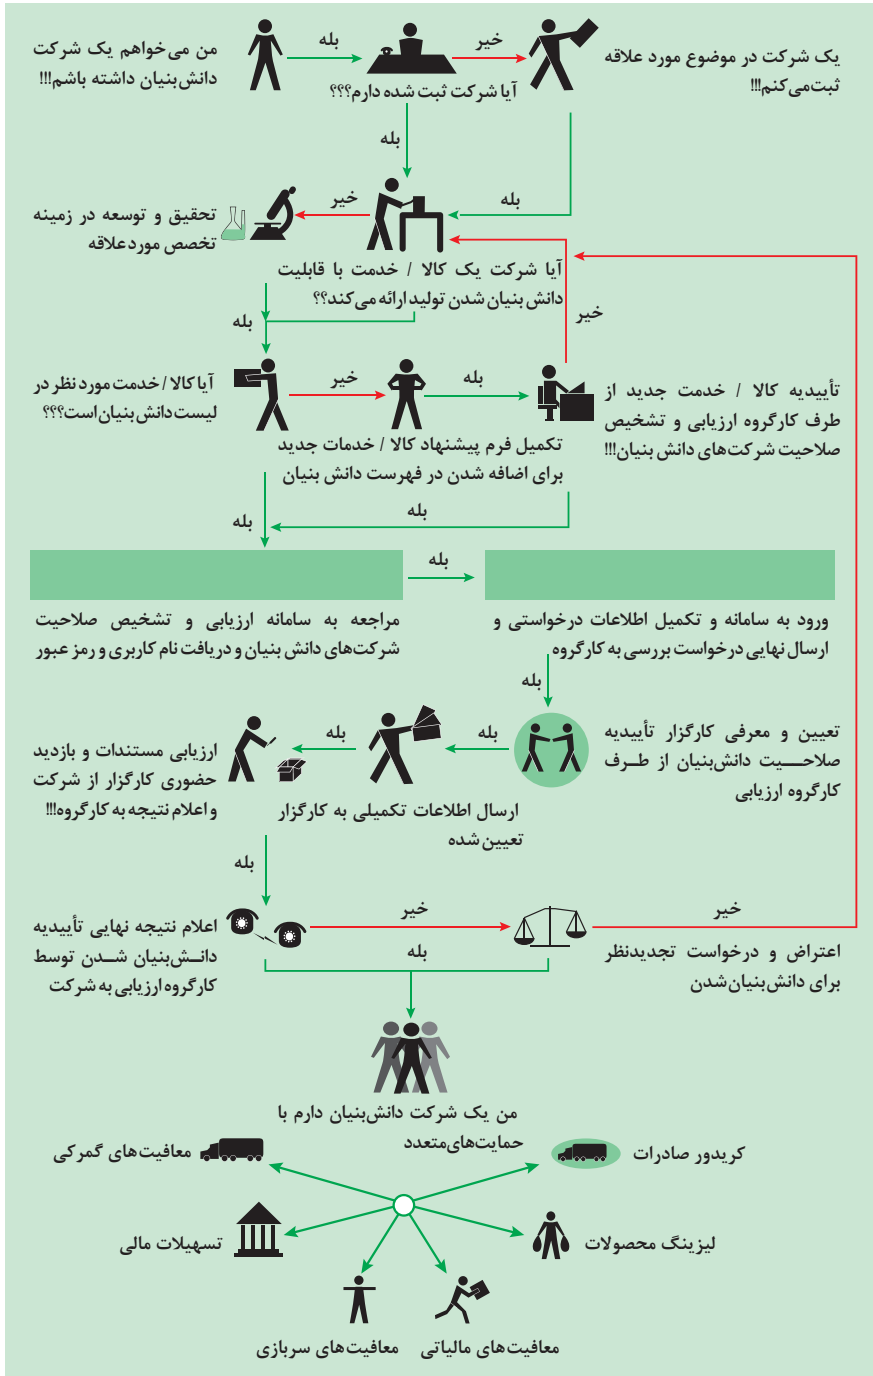 من می‌خواهم یک شرکت
دانش‌بنیان داشته باشم!!!
بله
خیر
یک شرکت در موضوع مورد علاقه
ثبت‌می‌کنم!!!
آیا شرکت ثبت شده دارم؟؟؟
بله
بله
خیر
تحقیق و توسعه در زمینه
تخصص مورد علاقه
آیا شرکت یک کالا / خدمت با قابلیت
دانش‌بنیان شدن تولید ارائه می‌کند؟؟
خیر
بله
آیا کالا / خدمت مورد نظر در
لیست دانش‌بنیان است؟؟؟
خیر
بله
تأییدیه کالا / خدمت جدید از
طرف کارگروه ارزیابی و تشخیص
صلاحیت شرکت‌های دانش بنیان!!!
تکمیل فرم پیشنهاد کالا / خدمات جدید
برای اضافه شدن در فهرست دانش بنیان
بله
بله
بله
مراجعه به سامانه ارزیابی و تشخیص صلاحیت
شرکت‌های دانش بنیان و دریافت نام کاربری و رمز عبور
ورود به سامانه و تکمیل اطلاعات درخواستی و
ارسال نهایی درخواست بررسی به کارگروه
بله
تعیین و معرفی کارگزار تأییدیه
صلاحـــیت دانش‌بنیان از طــرف
کارگروه ارزیابی
بله
بله
ارسال اطلاعات تکمیلی به کارگزار
تعیین شده
ارزیابی مستندات و بازدید
حضوری کارگزار از شرکت
و اعلام نتیجه به کارگروه!!!
بله
اعلام نتیجه نهایی تأییدیه
دانــش‌بنیان شــدن توسط
کارگروه ارزیابی به شرکت
خیر
بله
خیر
اعتراض و درخواست تجدیدنظر
برای دانش‌بنیان‌شدن
من یک شرکت دانش‌بنیان دارم با
حمایت‌های‌متعدد
کریدور صادرات
معافیت‌های گمرکی
لیزینگ محصولات
تسهیلات مالی
معافیت‌های مالیاتی
معافیت‌های سربازی